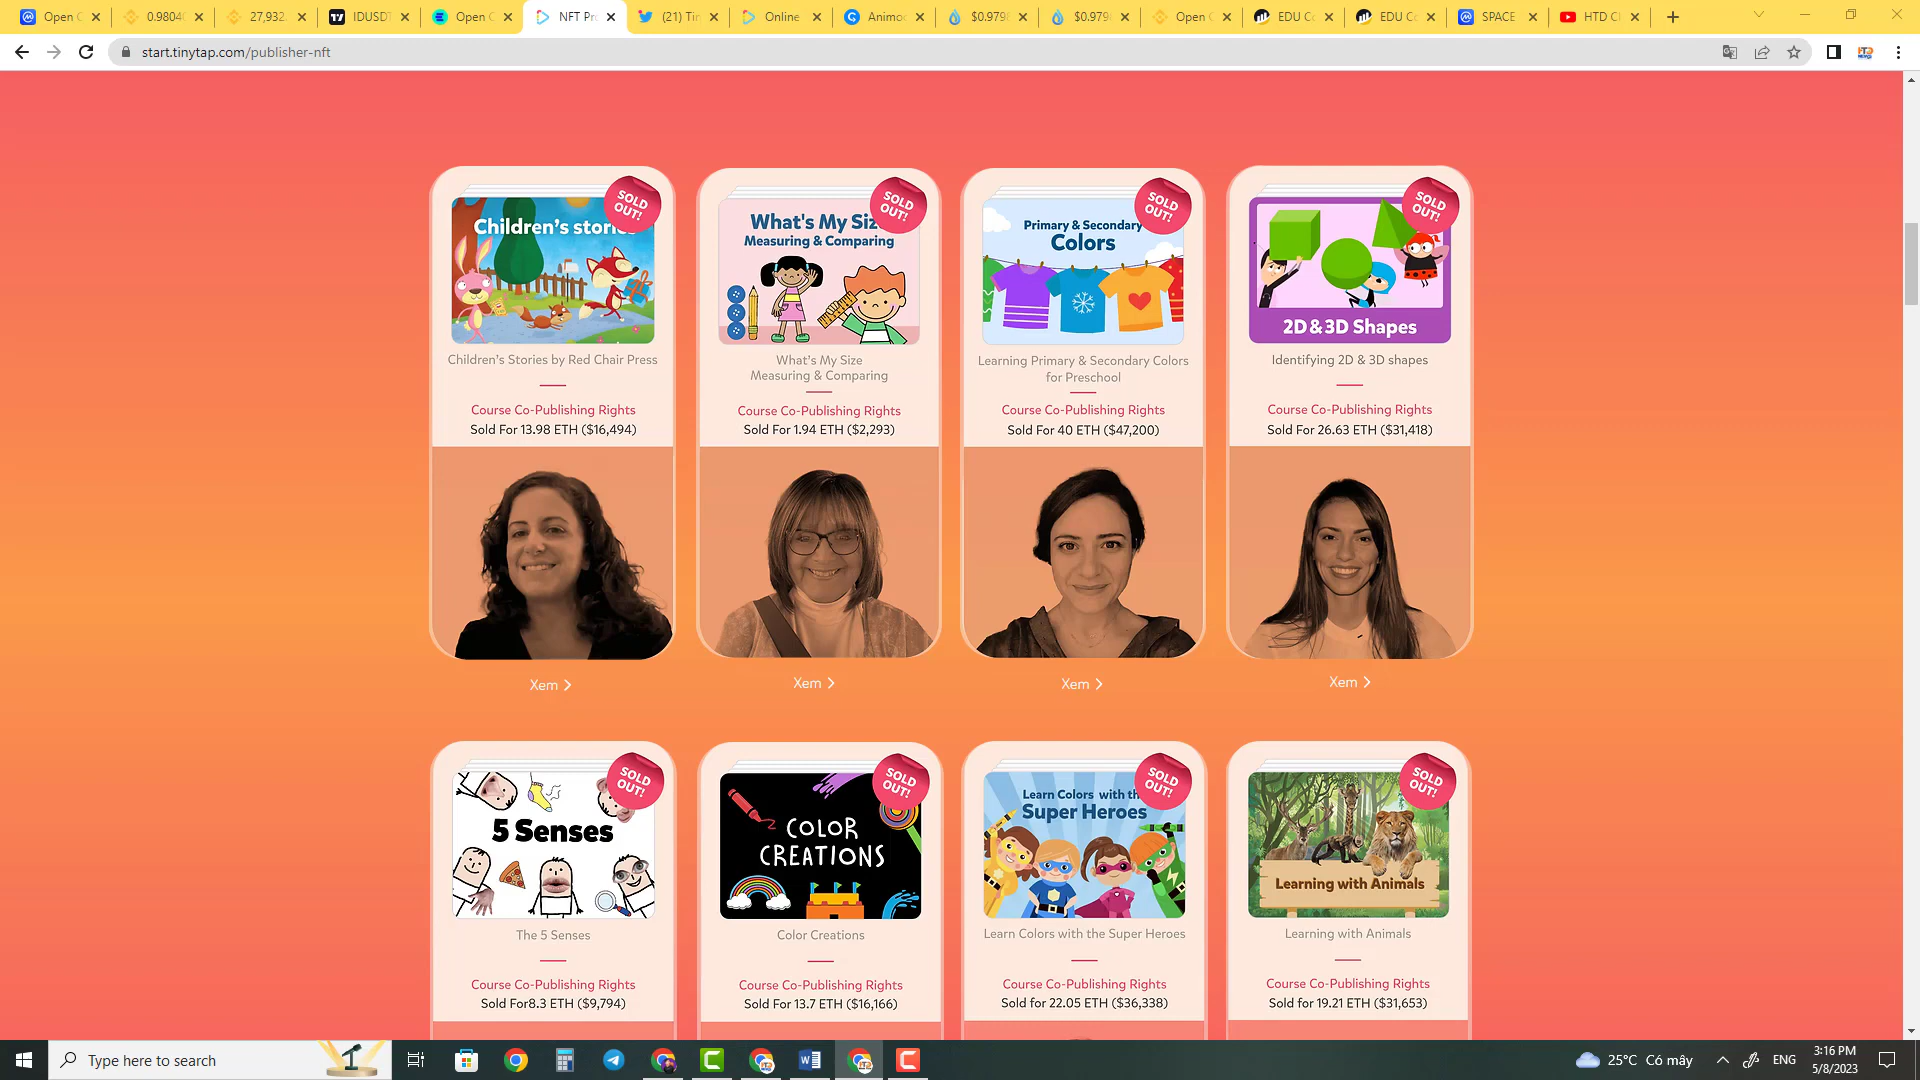 Open C
0.9804
27,932.
IDUSDT
Open C
NFT Pr
(21) Tin
Online
Animoc
$0.979
$0.979
Open C
EDU Co
EDU Co
SPACE
HTD C
start.tinytap.com/publisher-nft
SOLD OUT!
SOLD OUT!
SOLD OUT!
SOLD OUT!
Children's stori
What's My Siz
Measuring & Comparing
Primary & Secondary
Colors
2D & 3D Shapes
Children's Stories by Red Chair Press
What's My Size
Measuring & Comparing
Learning Primary & Secondary Colors
for Preschool
Identifying 2D & 3D shapes
Course Co-Publishing Rights
Sold For 13.98 ETH ($16,494)
Course Co-Publishing Rights
Sold For 1.94 ETH ($2,293)
Course Co-Publishing Rights
Sold For 40 ETH ($47,200)
Course Co-Publishing Rights
Sold For 26.63 ETH ($31,418)
Xem
Xem
Xem
Xem
SOLD OUT!
SOLD OUT!
SOLD OUT!
SOLD OUT!
5 Senses
COLOR
CREATIONS
Learn Colors with th
Super Heroes
Learning with Animals
The 5 Senses
Color Creations
Learn Colors with the Super Heroes
Learning with Animals
Course Co-Publishing Rights
Sold For8.3 ETH ($9,794)
Course Co-Publishing Rights
Sold For 13.7 ETH ($16,166)
Course Co-Publishing Rights
Sold for 22.05 ETH ($36,338)
Course Co-Publishing Rights
Sold for 19.21 ETH ($31,653)
Type here to search
25°C Có mây
ENG
3:16 PM
5/8/2023